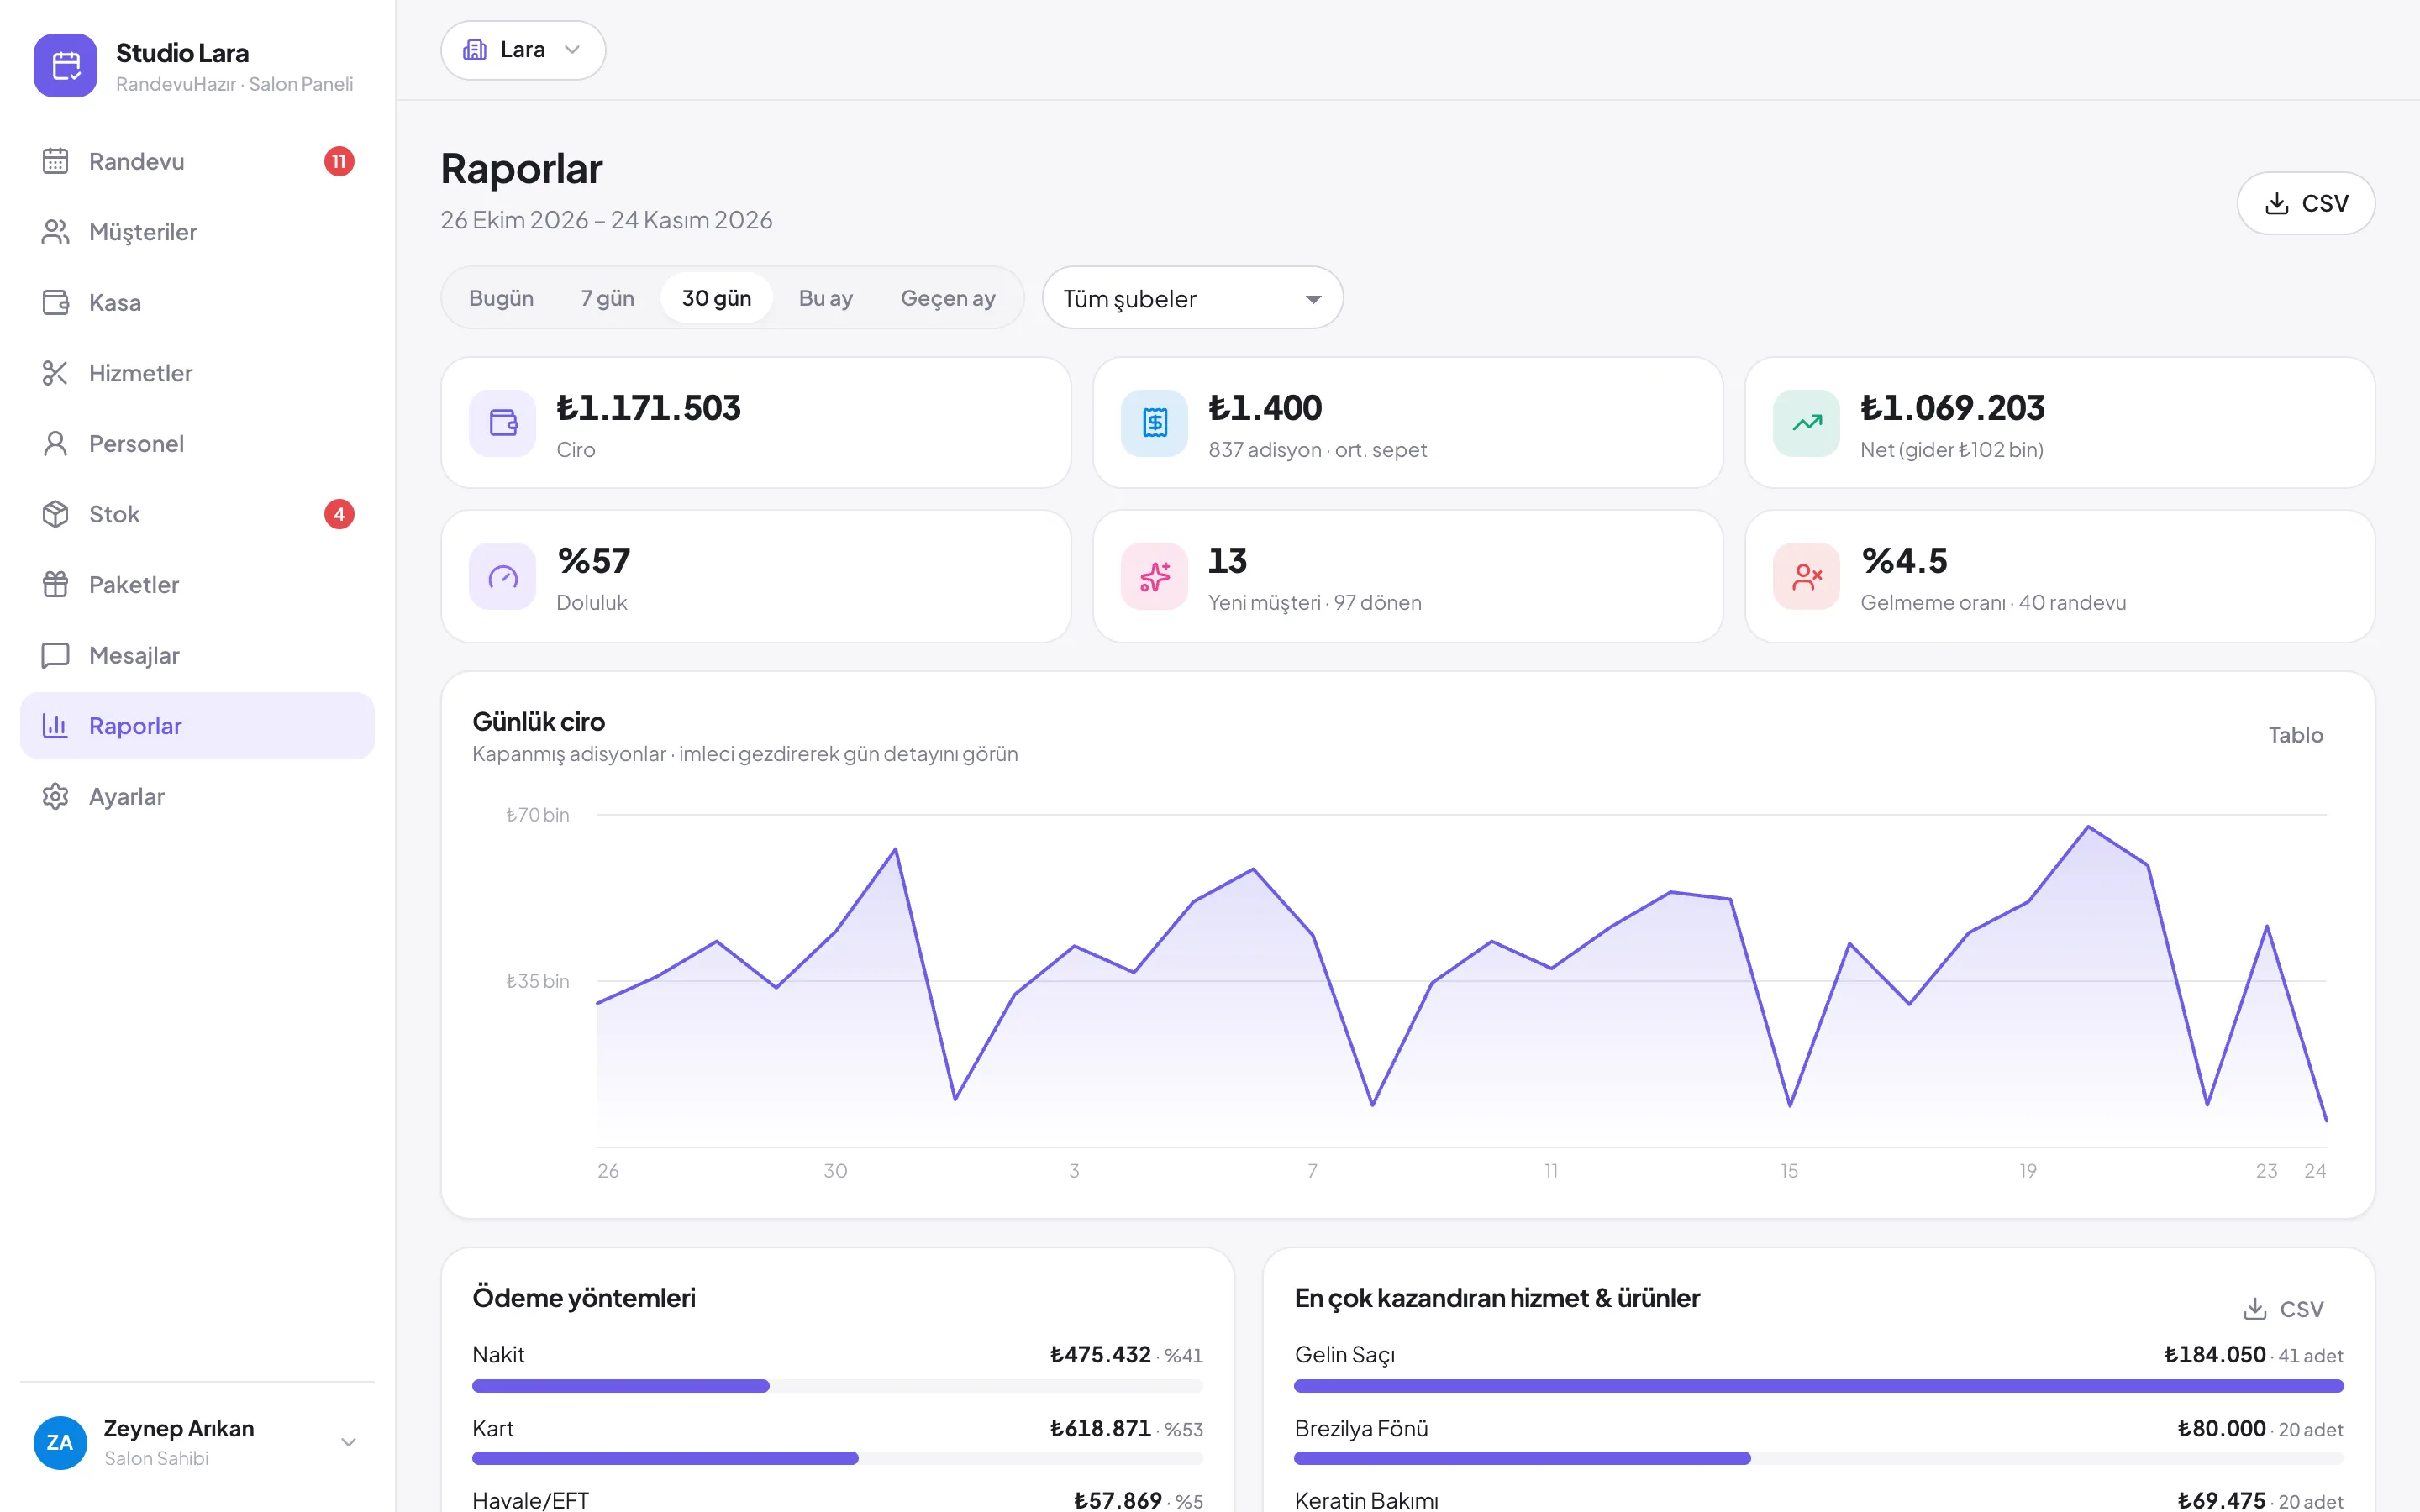 Studio Lara
RandevuHazır · Salon Paneli
Randevu 11
Müşteriler
Kasa
Hizmetler
Personel
Stok 4
Paketler
Mesajlar
Raporlar
Ayarlar
ZA
Zeynep Arıkan
Salon Sahibi
Lara
Raporlar
26 Ekim 2026 – 24 Kasım 2026
CSV
Bugün 7 gün 30 gün Bu ay Geçen ay Tüm şubeler
₺1.171.503
Ciro
₺1.400
837 adisyon · ort. sepet
₺1.069.203
Net (gider ₺102 bin)
%57
Doluluk
13
Yeni müşteri · 97 dönen
%4.5
Gelmeme oranı · 40 randevu
Günlük ciro
Kapanmış adisyonlar · imleci gezdirerek gün detayını görün
Tablo
₺70 bin
₺35 bin
26 30 3 7 11 15 19 23 24
Ödeme yöntemleri
Nakit ₺475.432 · %41
Kart ₺618.871 · %53
Havale/EFT ₺57.869 · %5
En çok kazandıran hizmet & ürünler
CSV
Gelin Saçı ₺184.050 · 41 adet
Brezilya Fönü ₺80.000 · 20 adet
Keratin Bakımı ₺69.475 · 20 adet